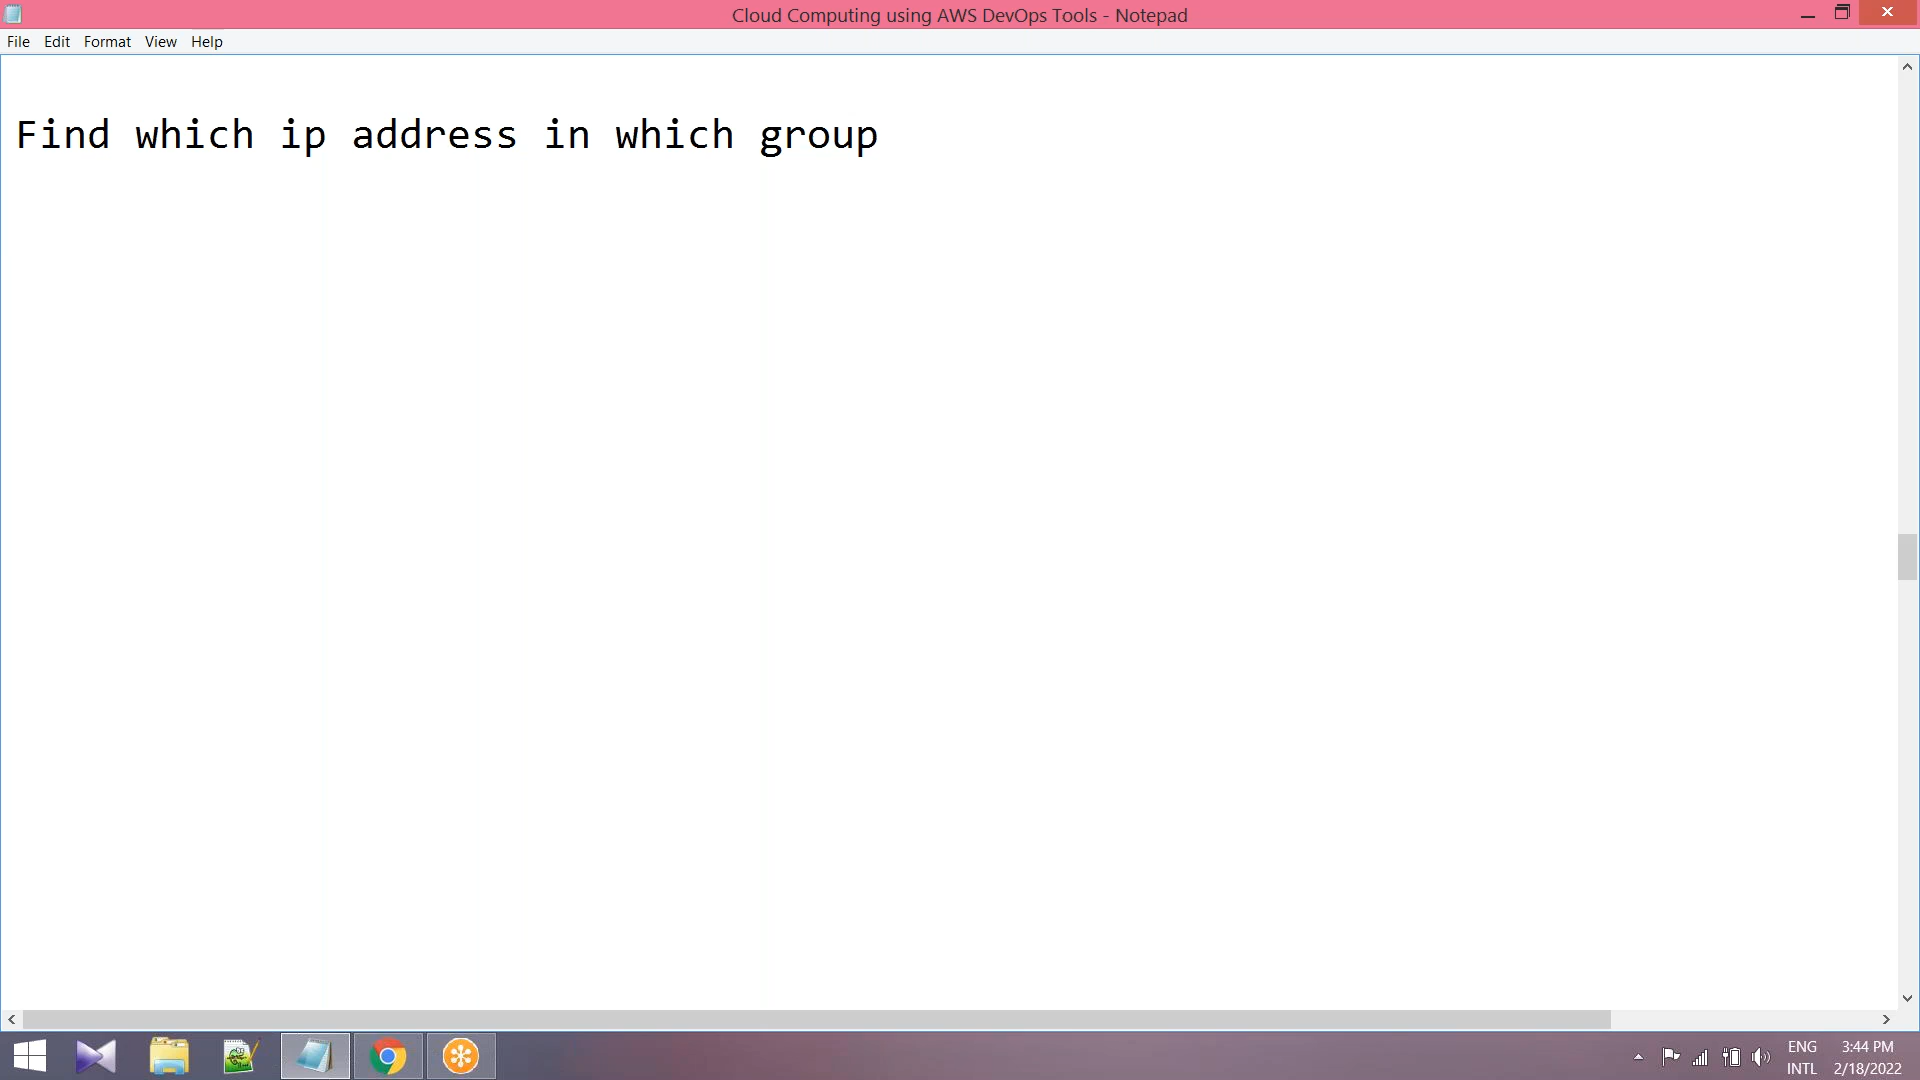 Cloud Computing using AWS DevOps Tools - Notepad
File Edit Format View Help
Find which ip address in which group
ENG 3:44 PM
INTL 2/18/2022